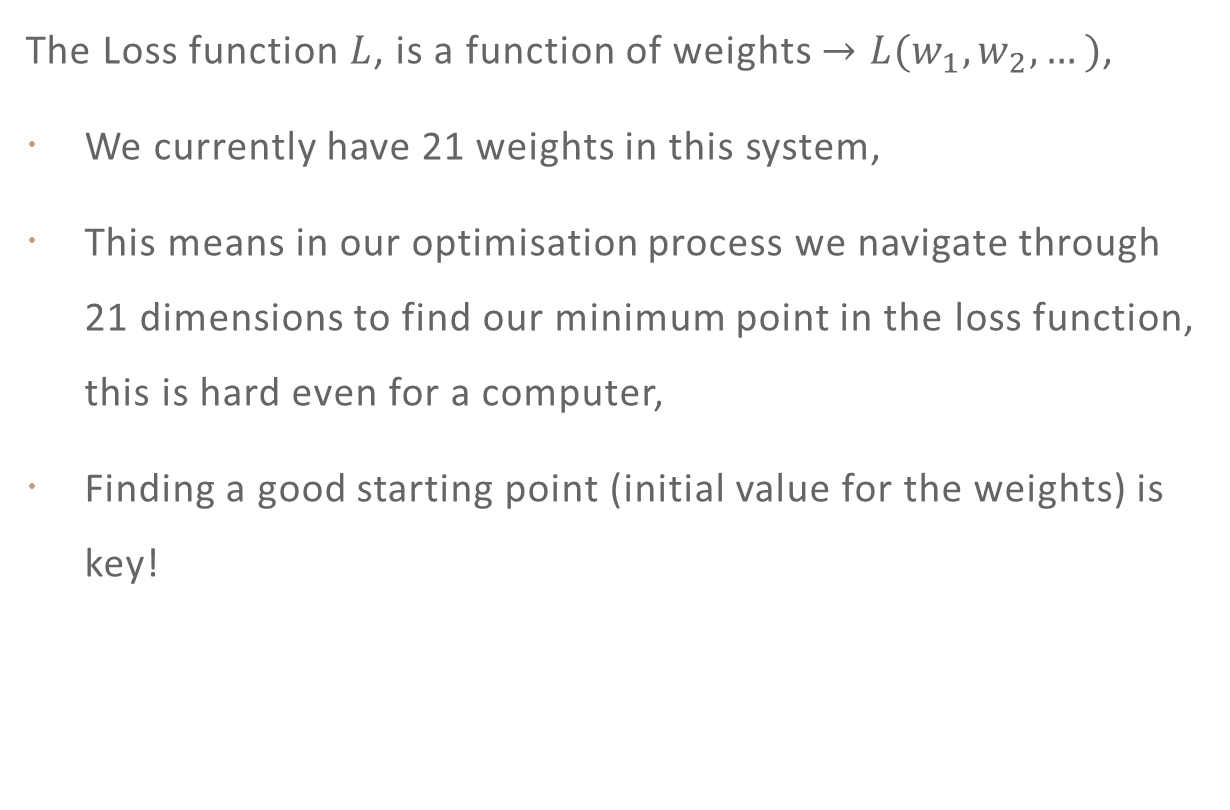 The Loss function L, is a function of weights → L(w₁, w₂, … ),
· We currently have 21 weights in this system,
· This means in our optimisation process we navigate through
21 dimensions to find our minimum point in the loss function,
this is hard even for a computer,
· Finding a good starting point (initial value for the weights) is
key!